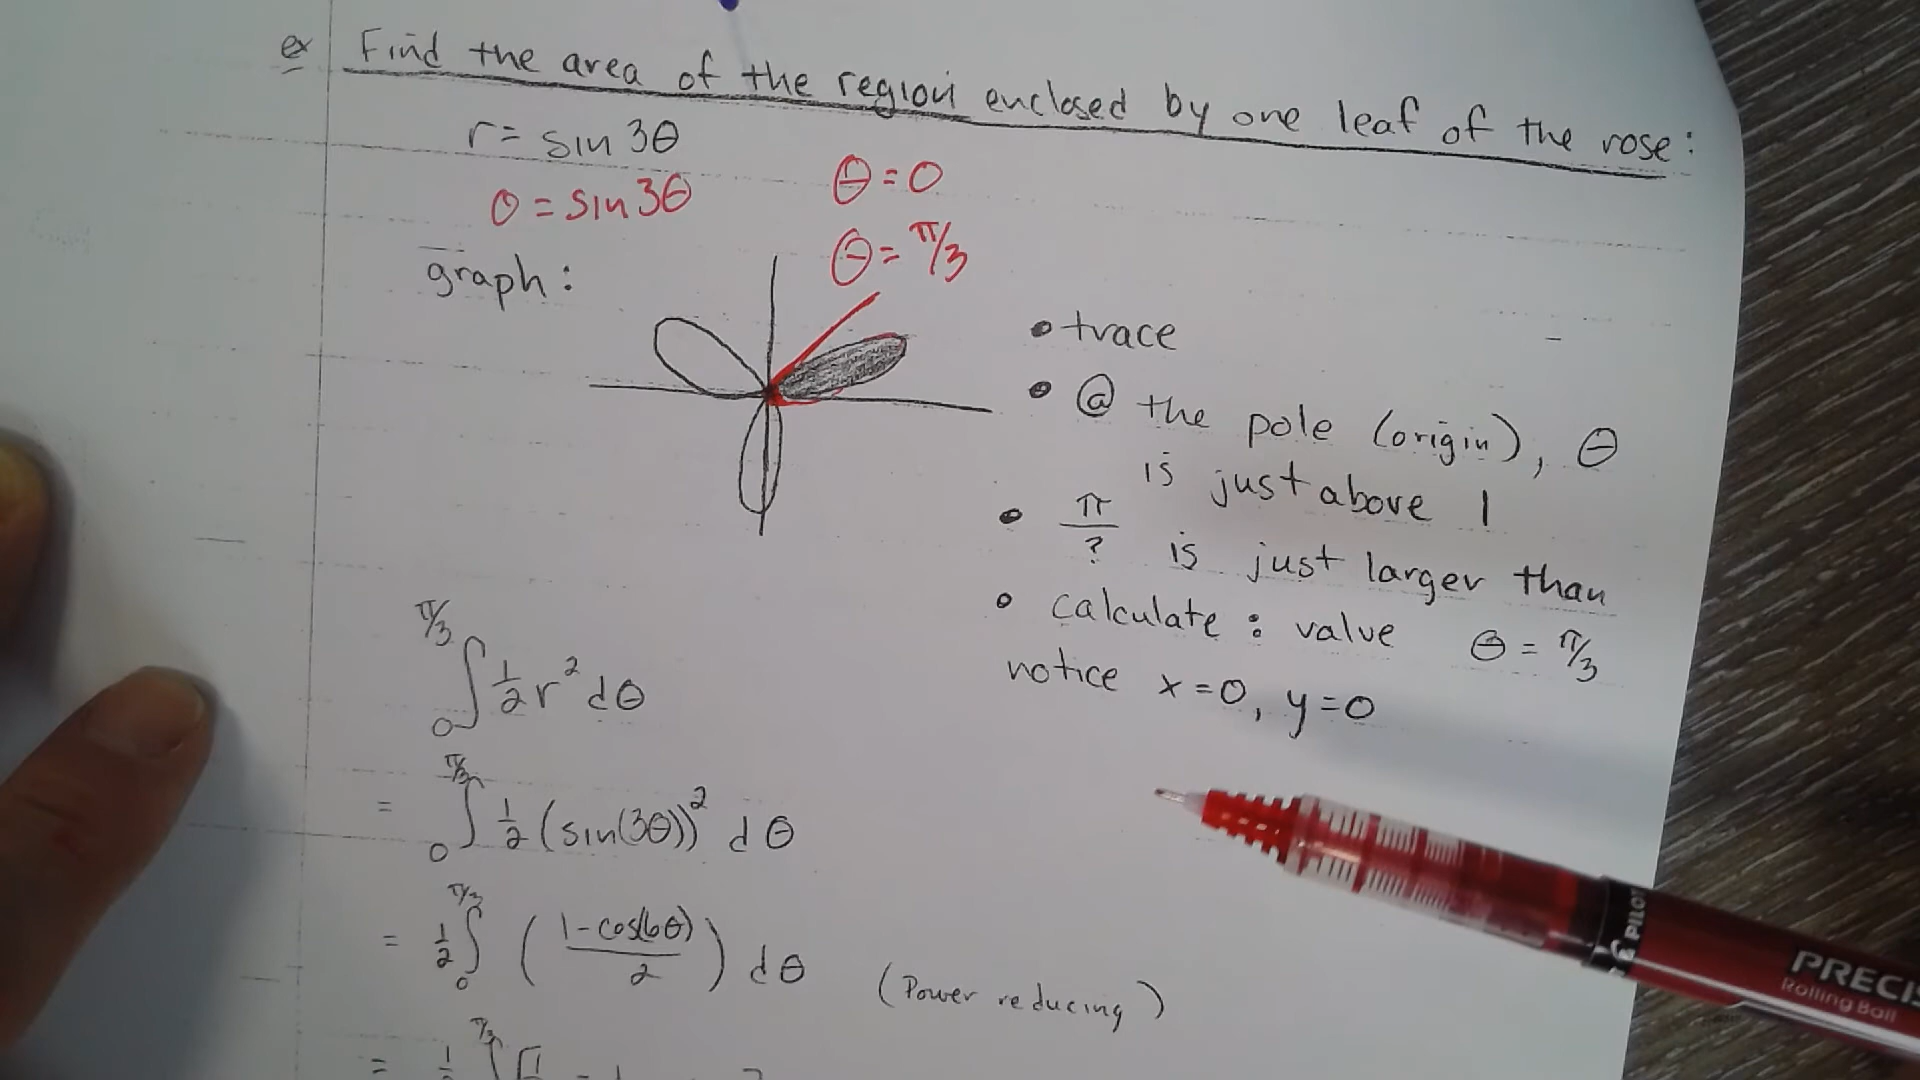 ex Find the area of the region enclosed by one leaf of the rose:
r = sin 3θ
0 = sin 3θ
θ = 0
θ = π/3
graph:
• trace
• @ the pole (origin), θ
is just above 1
• π/? is just larger than
• calculate : value θ = π/3
notice x=0, y=0
∫₀^(π/3) ½ r² dθ
= ∫₀^(π/3) ½ (sin(3θ))² dθ
= ½ ∫₀^(π/3) ( (1-cos(6θ))/2 ) dθ (Power reducing)
PILOT
PRECIS
Rolling Ball